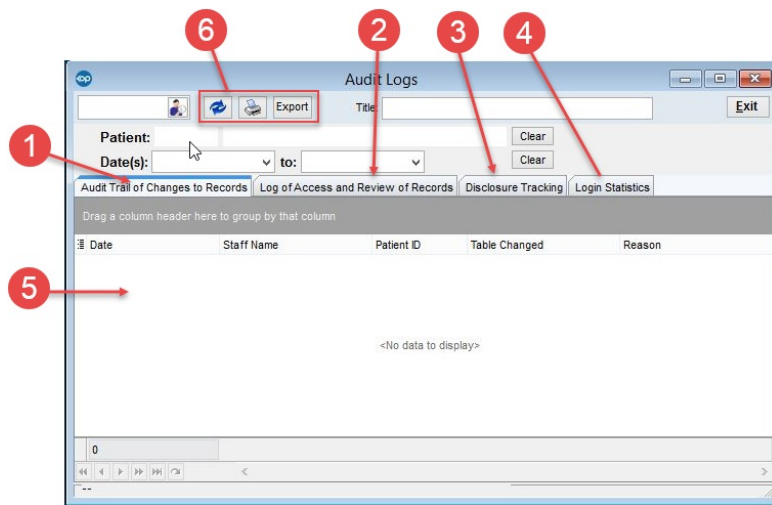 6
2
3
4
1
5
op
Audit Logs
Export
Title
Exit
Patient:
Clear
Date(s):
to:
Clear
Audit Trail of Changes to Records
Log of Access and Review of Records
Disclosure Tracking
Login Statistics
Drag a column header here to group by that column
Date
Staff Name
Patient ID
Table Changed
Reason
<No data to display>
0
--